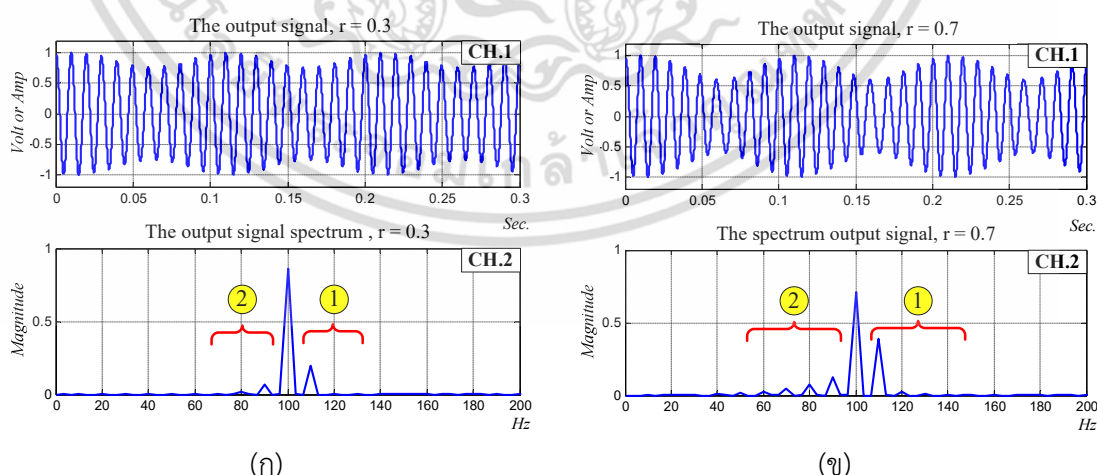 The output signal, r = 0.3
CH.1
Volt or Amp
1
0.5
0
-0.5
-1
0 0.05 0.1 0.15 0.2 0.25 0.3
Sec.
The output signal spectrum , r = 0.3
CH.2
Magnitude
1
0.5
0
2
1
0 20 40 60 80 100 120 140 160 180 200
Hz
(ก)
The output signal, r = 0.7
CH.1
Volt or Amp
1
0.5
0
-0.5
-1
0 0.05 0.1 0.15 0.2 0.25 0.3
Sec.
The spectrum output signal, r = 0.7
CH.2
Magnitude
1
0.5
0
2
1
0 20 40 60 80 100 120 140 160 180 200
Hz
(ข)